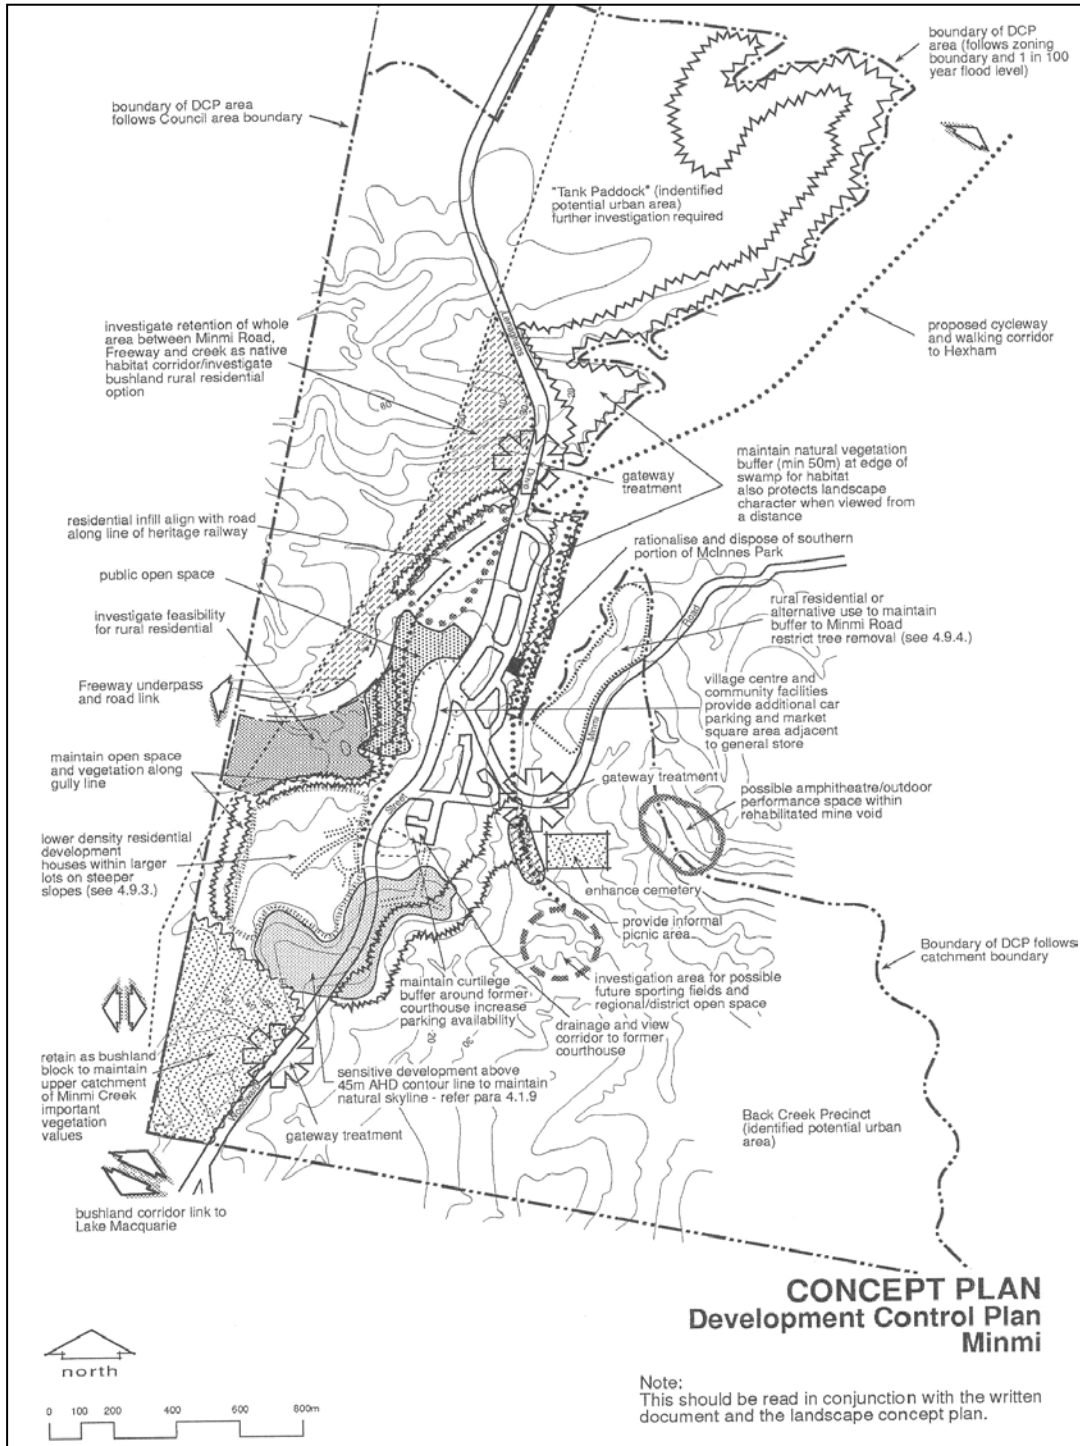 boundary of DCP
area (follows zoning
boundary and 1 in 100
year flood level)
boundary of DCP area
follows Council area boundary
"Tank Paddock" (indentified
potential urban area)
further investigation required
Lenaghans
investigate retention of whole
area between Minmi Road,
Freeway and creek as native
habitat corridor/investigate
bushland rural residential
option
proposed cycleway
and walking corridor
to Hexham
80
20
Drive
gateway
treatment
maintain natural vegetation
buffer (min 50m) at edge of
swamp for habitat
also protects landscape
character when viewed from
a distance
residential infill align with road
along line of heritage railway
rationalise and dispose of southern
portion of McInnes Park
public open space
rural residential or
alternative use to maintain
buffer to Minmi Road
restrict tree removal (see 4.9.4.)
Road
Minmi
investigate feasibility
for rural residential
Freeway underpass
and road link
village centre and
community facilities
provide additional car
parking and market
square area adjacent
to general store
maintain open space
and vegetation along
gully line
gateway treatment
possible amphitheatre/outdoor
performance space within
rehabilitated mine void
Street
lower density residential
development
houses within larger
lots on steeper
slopes (see 4.9.3.)
enhance cemetery
provide informal
picnic area
Boundary of DCP follows
catchment boundary
maintain curtilege
buffer around former
courthouse increase
parking availability
investigation area for possible
future sporting fields and
regional/district open space
drainage and view
corridor to former
courthouse
20
30
retain as bushland
block to maintain
upper catchment
of Minmi Creek
important
vegetation
values
sensitive development above
45m AHD contour line to maintain
natural skyline - refer para 4.1.9
Woodward
gateway treatment
Back Creek Precinct
(identified potential urban
area)
bushland corridor link to
Lake Macquarie
CONCEPT PLAN
Development Control Plan
Minmi
north
Note:
This should be read in conjunction with the written
document and the landscape concept plan.
0 100 200 400 600 800m